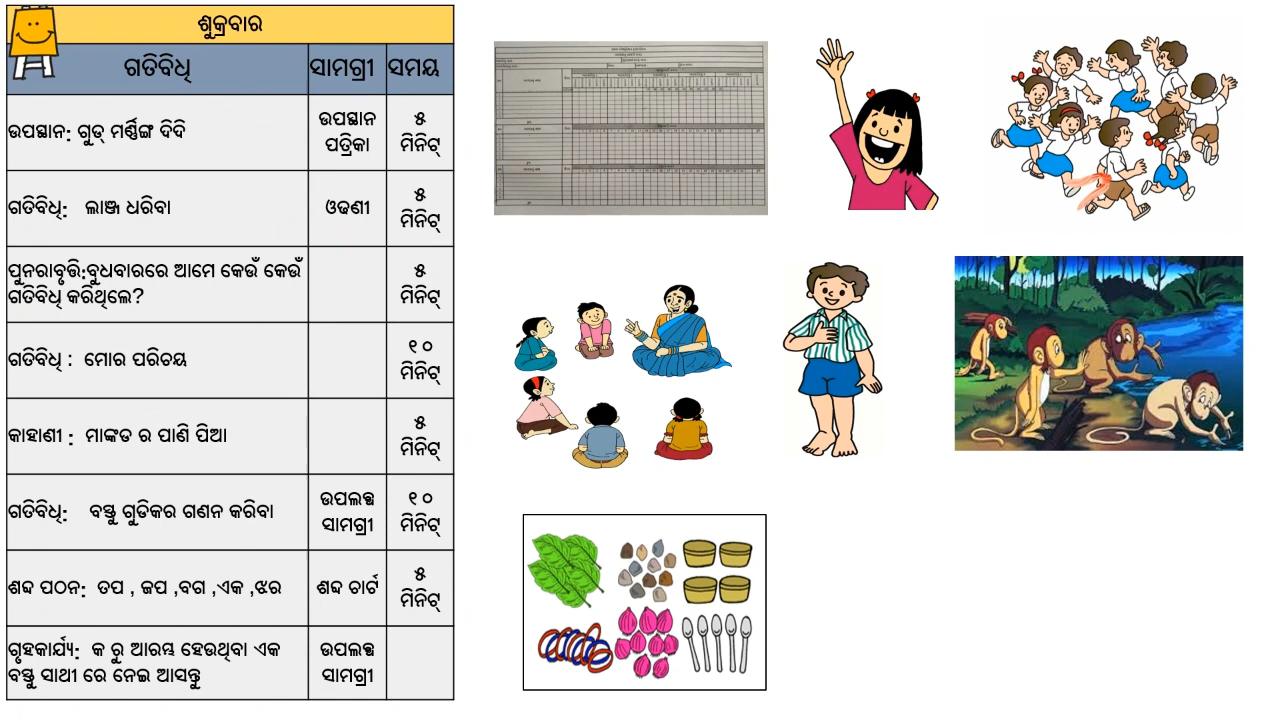 ଶୁକ୍ରବାର
ଗତିବିଧି ସାମଗ୍ରୀ ସମୟ
ଉପସ୍ଥାନ: ଗୁଡ୍ ମର୍ଣ୍ଣିଙ୍ଗ ଦିଦି
ଉପସ୍ଥାନ
ପତ୍ରିକା
୫
ମିନିଟ୍
ଗତିବିଧି: ଲାଞ୍ଜ ଧରିବା
ଓଢଣୀ
୫
ମିନିଟ୍
ପୁନରାବୃତ୍ତି:ବୁଧବାରରେ ଆମେ କେଉଁ କେଉଁ
ଗତିବିଧି କରିଥିଲେ?
୫
ମିନିଟ୍
ଗତିବିଧି : ମୋର ପରିଚୟ
୧୦
ମିନିଟ୍
କାହାଣୀ : ମାଙ୍କଡ ର ପାଣି ପିଆ
୫
ମିନିଟ୍
ଗତିବିଧି: ବସ୍ତୁ ଗୁଡିକର ଗଣନ କରିବା
ଉପଲବ୍ଧ
ସାମଗ୍ରୀ
୧୦
ମିନିଟ୍
ଶବ୍ଦ ପଠନ: ତପ , ଜପ ,ବଗ ,ଏକ ,ଝର
ଶବ୍ଦ ଚାର୍ଟ
୫
ମିନିଟ୍
ଗୃହକାର୍ଯ୍ୟ: କ ରୁ ଆରମ୍ଭ ହେଉଥିବା ଏକ
ବସ୍ତୁ ସାଥୀ ରେ ନେଇ ଆସନ୍ତୁ
ଉପଲବ୍ଧ
ସାମଗ୍ରୀ